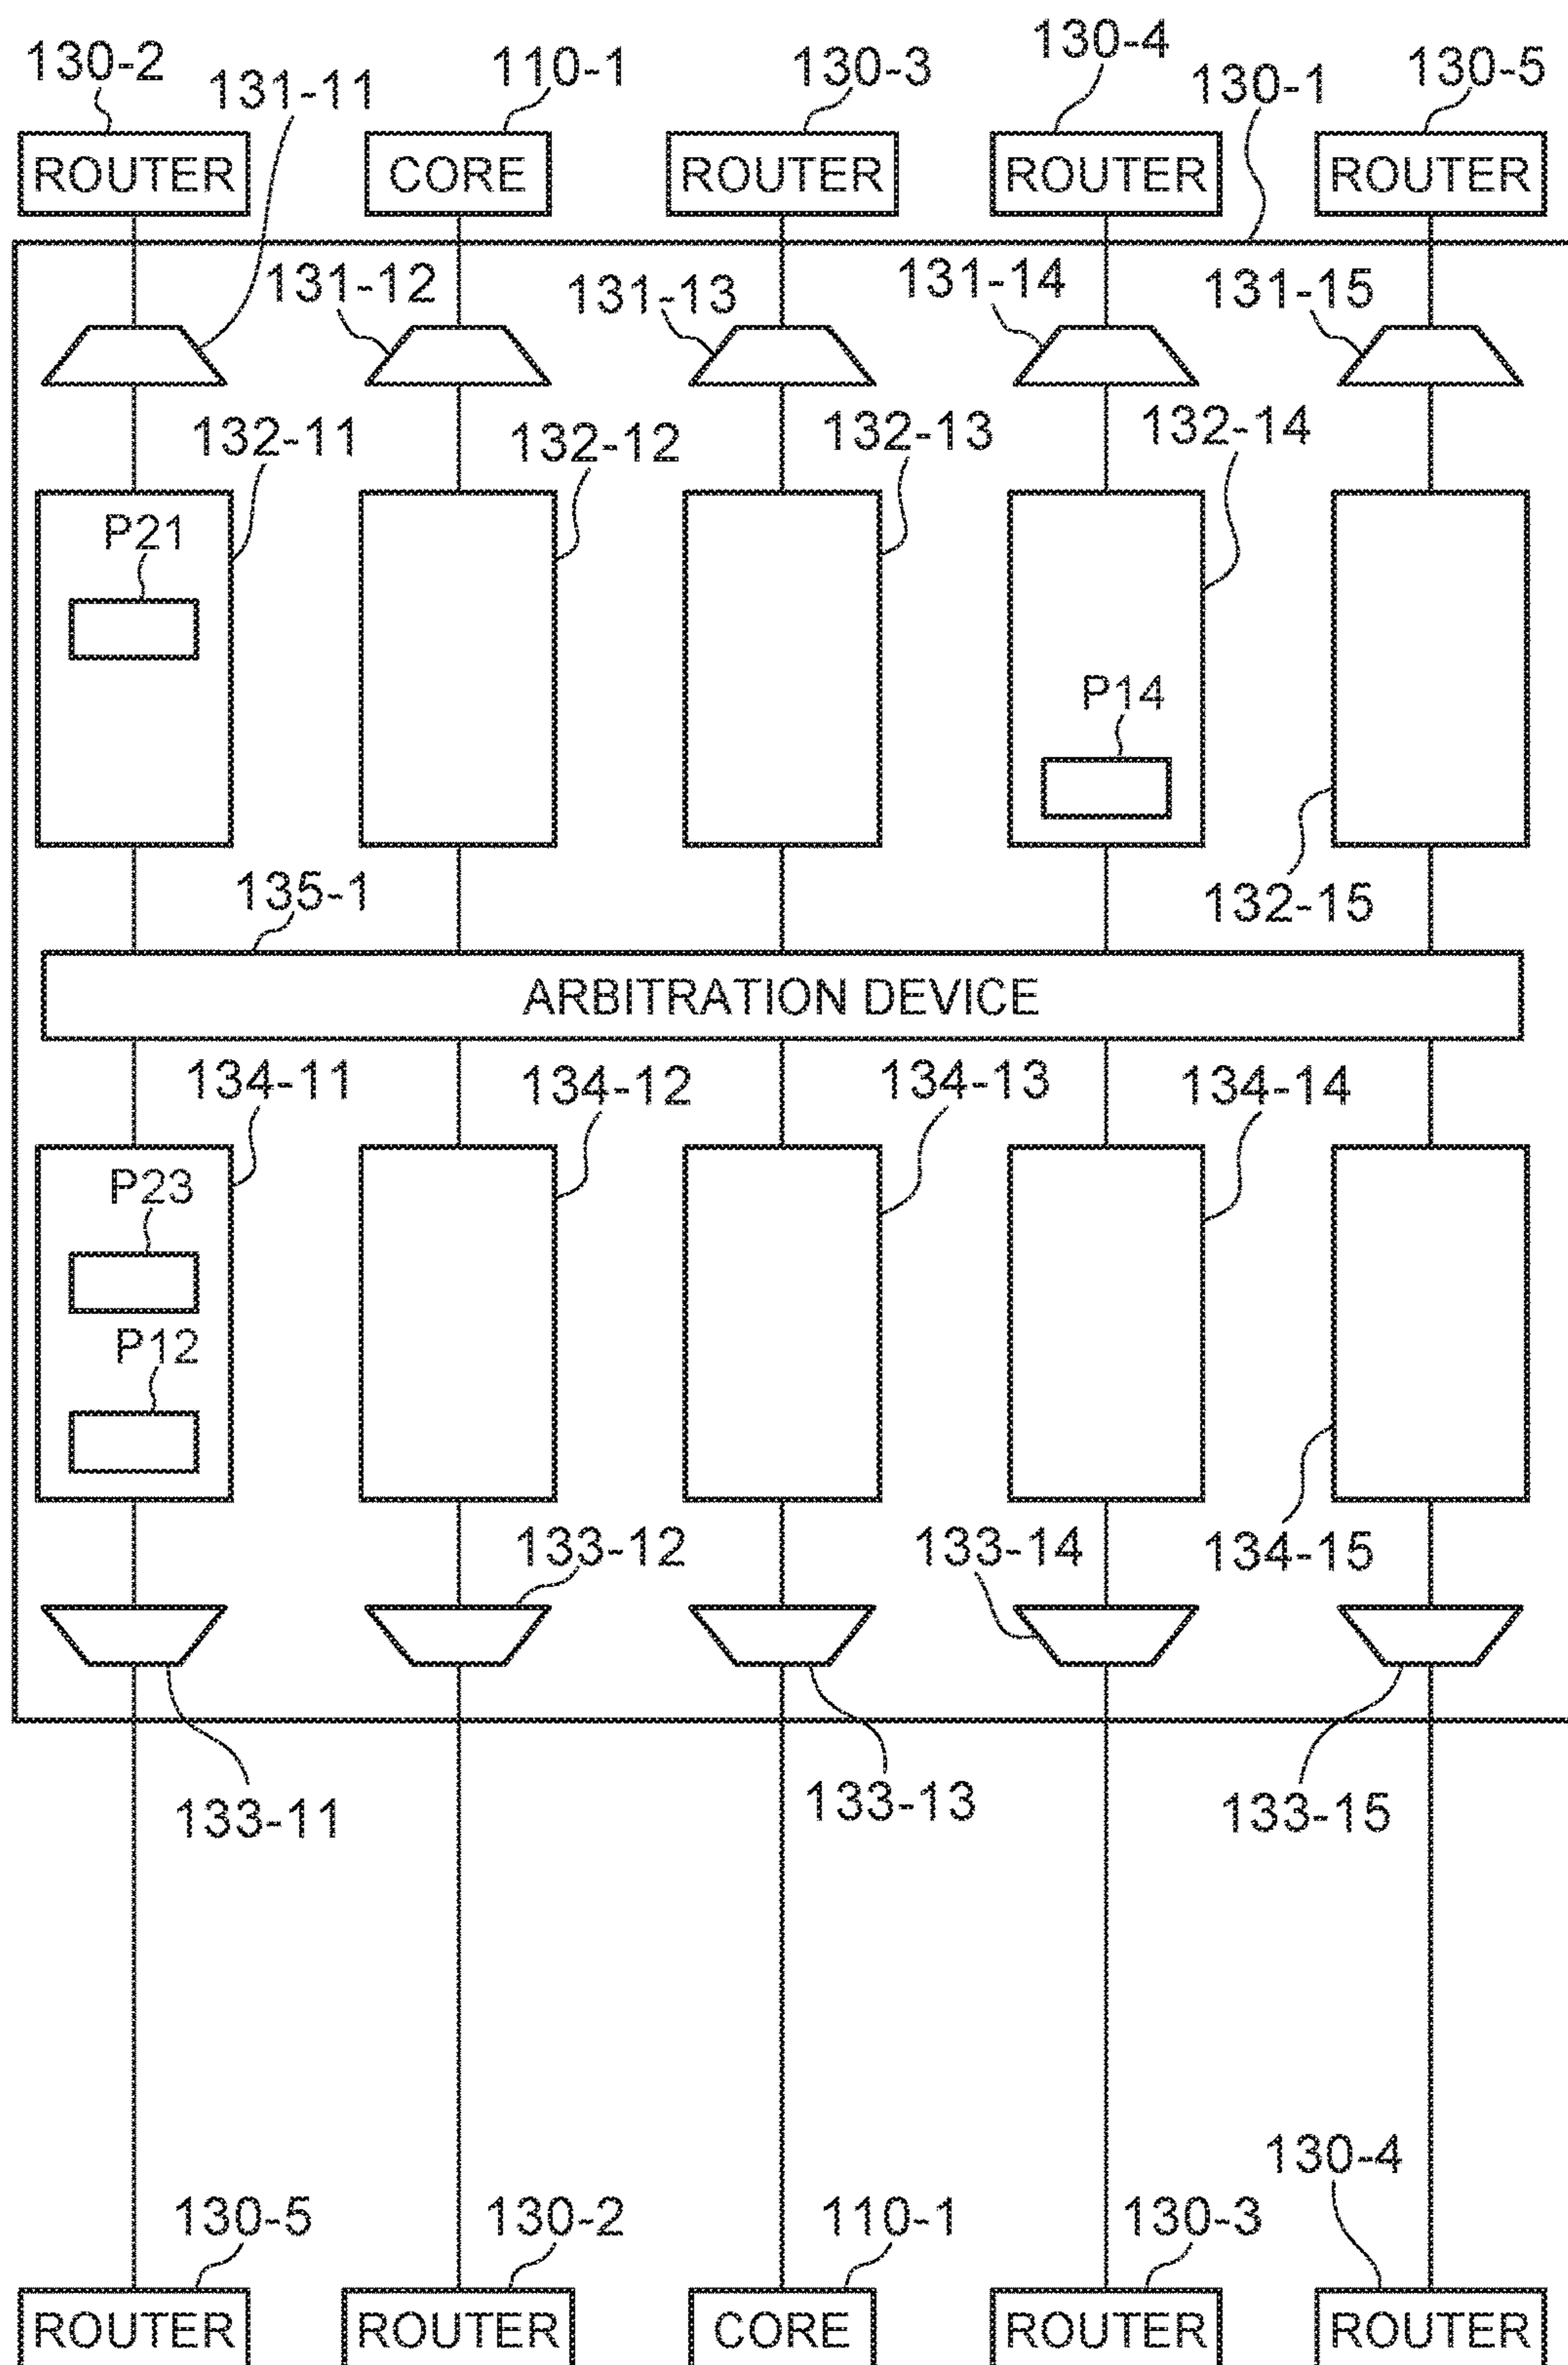 130-2 131-11 110-1 130-3 130-4 130-1 130-5
ROUTER CORE ROUTER ROUTER ROUTER
131-12 131-13 131-14 131-15
132-11 132-12 132-13 132-14
P21
P14
132-15
135-1
ARBITRATION DEVICE
134-11 134-12 134-13 134-14
P23
P12
133-12 133-14 134-15
133-11 133-13 133-15
130-4
130-5 130-2 110-1 130-3
ROUTER ROUTER CORE ROUTER ROUTER